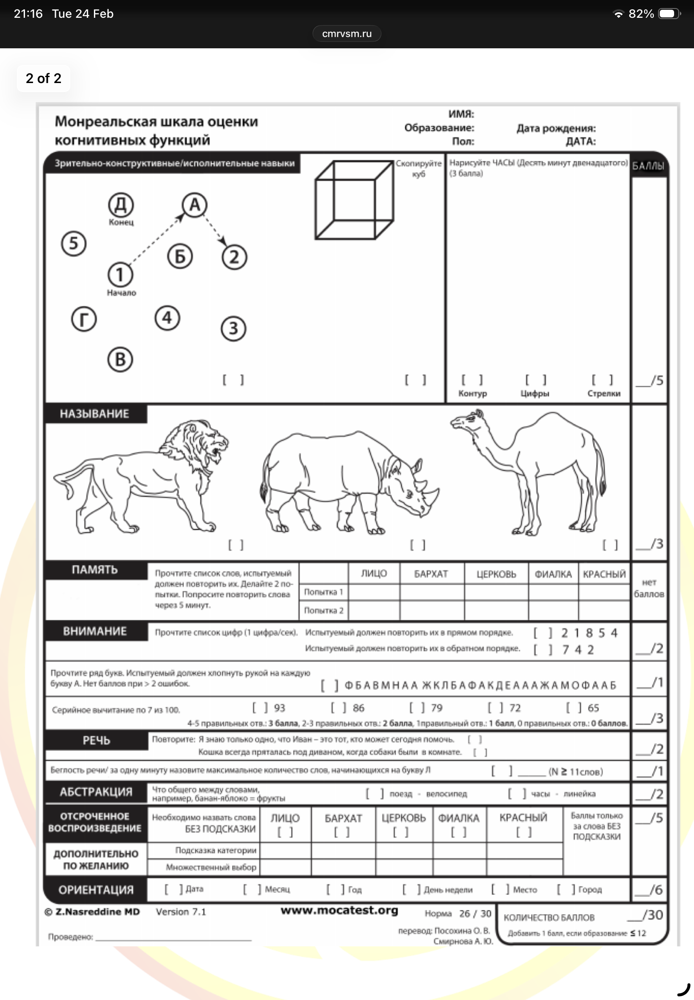 21:16 Tue 24 Feb
82%
cmrvsm.ru
2 of 2
Монреальская шкала оценки
когнитивных функций
ИМЯ:
Образование:
Дата рождения:
Пол:
ДАТА:
Зрительно-конструктивные/исполнительные навыки
Скопируйте
куб
Нарисуйте ЧАСЫ (Десять минут двенадцатого)
(3 балла)
БАЛЛЫ
Д
Конец
А
5
Б
2
1
Начало
Г
4
3
В
[ ]
[ ]
[ ] [ ] [ ]
Контур Цифры Стрелки
__/5
НАЗЫВАНИЕ
[ ] [ ] [ ] __/3
ПАМЯТЬ
Прочтите список слов, испытуемый
должен повторить их. Делайте 2 по-
пытки. Попросите повторить слова
через 5 минут.
ЛИЦО БАРХАТ ЦЕРКОВЬ ФИАЛКА КРАСНЫЙ
Попытка 1
Попытка 2
нет
баллов
ВНИМАНИЕ
Прочтите список цифр (1 цифра/сек). Испытуемый должен повторить их в прямом порядке. [ ] 2 1 8 5 4
Испытуемый должен повторить их в обратном порядке. [ ] 7 4 2
__/2
Прочтите ряд букв. Испытуемый должен хлопнуть рукой на каждую
букву А. Нет баллов при > 2 ошибок.
[ ] Ф Б А В М Н А А Ж К Л Б А Ф А К Д Е А А А Ж А М О Ф А А Б
__/1
Серийное вычитание по 7 из 100. [ ] 93 [ ] 86 [ ] 79 [ ] 72 [ ] 65
4-5 правильных отв.: 3 балла, 2-3 правильных отв.: 2 балла, 1правильный отв.: 1 балл, 0 правильных отв.: 0 баллов.
__/3
РЕЧЬ
Повторите: Я знаю только одно, что Иван – это тот, кто может сегодня помочь. [ ]
Кошка всегда пряталась под диваном, когда собаки были в комнате. [ ]
__/2
Беглость речи/ за одну минуту назовите максимальное количество слов, начинающихся на букву Л [ ] _____ (N ≥ 11слов)
__/1
АБСТРАКЦИЯ
Что общего между словами,
например, банан-яблоко = фрукты
[ ] поезд - велосипед [ ] часы - линейка
__/2
ОТСРОЧЕННОЕ
ВОСПРОИЗВЕДЕНИЕ
Необходимо назвать слова
БЕЗ ПОДСКАЗКИ
ЛИЦО БАРХАТ ЦЕРКОВЬ ФИАЛКА КРАСНЫЙ
[ ] [ ] [ ] [ ] [ ]
Баллы только
за слова БЕЗ
ПОДСКАЗКИ
__/5
ДОПОЛНИТЕЛЬНО
ПО ЖЕЛАНИЮ
Подсказка категории
Множественный выбор
ОРИЕНТАЦИЯ
[ ] Дата [ ] Месяц [ ] Год [ ] День недели [ ] Место [ ] Город
__/6
© Z.Nasreddine MD Version 7.1 www.mocatest.org Норма 26 / 30
КОЛИЧЕСТВО БАЛЛОВ __/30
Добавить 1 балл, если образование ≤ 12
перевод: Посохина О. В.
Смирнова А. Ю.
Проведено: ____________________